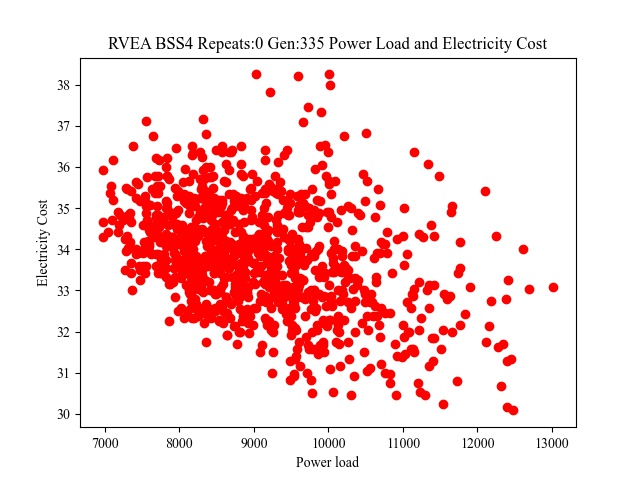 RVEA BSS4 Repeats:0 Gen:335 Power Load and Electricity Cost
38
37
36
35
34
33
32
31
30
Electricity Cost
7000 8000 9000 10000 11000 12000 13000
Power load